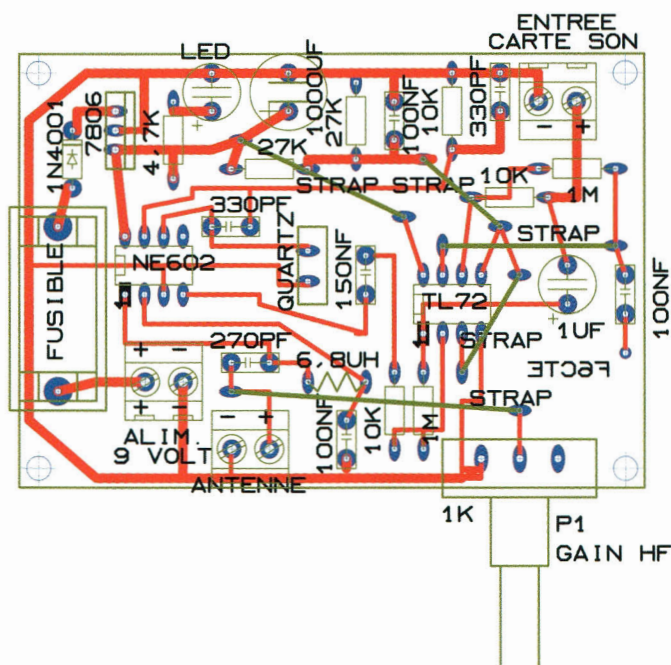 ENTREE
CARTE SON
LED
1N4001
7806
4,7K
1000UF
27K
100NF
10K
330PF
- +
27K
STRAP
STRAP
10K
1M
330PF
STRAP
FUSIBLE
NE602
1
QUARTZ
150NF
TL72
1
1UF
100NF
+ -
270PF
6,8UH
STRAP
F6CTE
+ -
- +
STRAP
ALIM.
9 VOLT
100NF
10K
1M
ANTENNE
1K
P1
GAIN HF